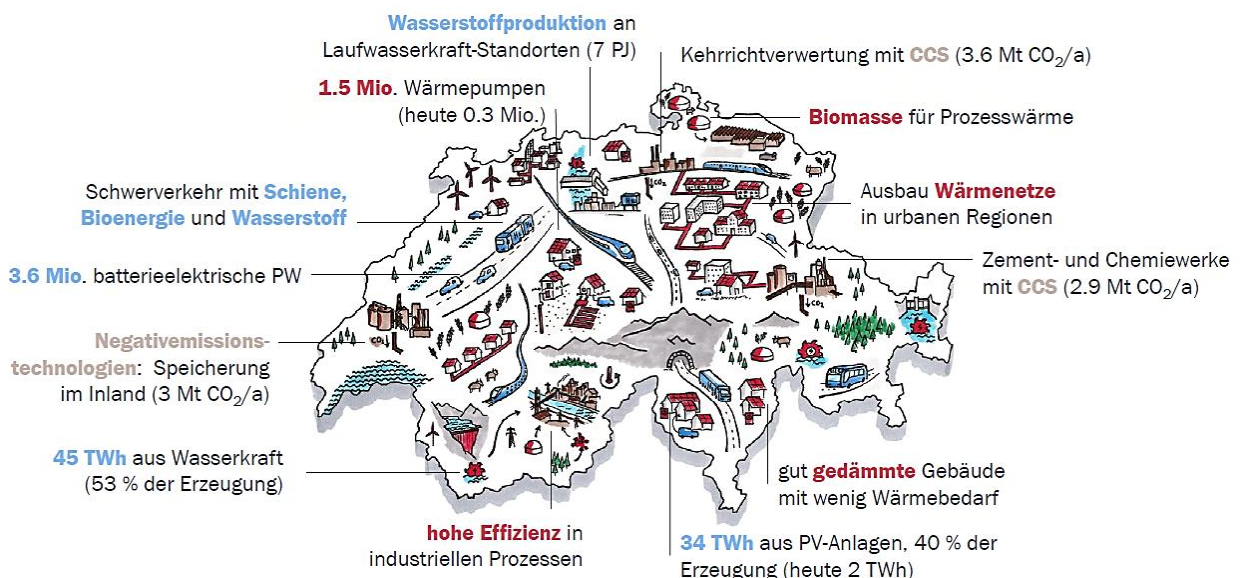 Wasserstoffproduktion an
Laufwasserkraft-Standorten (7 PJ)
Kehrrichtverwertung mit CCS (3.6 Mt CO₂/a)
1.5 Mio. Wärmepumpen
(heute 0.3 Mio.)
Biomasse für Prozesswärme
Schwerverkehr mit Schiene,
Bioenergie und Wasserstoff
Ausbau Wärmenetze
in urbanen Regionen
3.6 Mio. batterieelektrische PW
Zement- und Chemiewerke
mit CCS (2.9 Mt CO₂/a)
Negativemissions-
technologien: Speicherung
im Inland (3 Mt CO₂/a)
45 TWh aus Wasserkraft
(53 % der Erzeugung)
gut gedämmte Gebäude
mit wenig Wärmebedarf
hohe Effizienz in
industriellen Prozessen
34 TWh aus PV-Anlagen, 40 % der
Erzeugung (heute 2 TWh)
CO₂
CO₂
CO₂